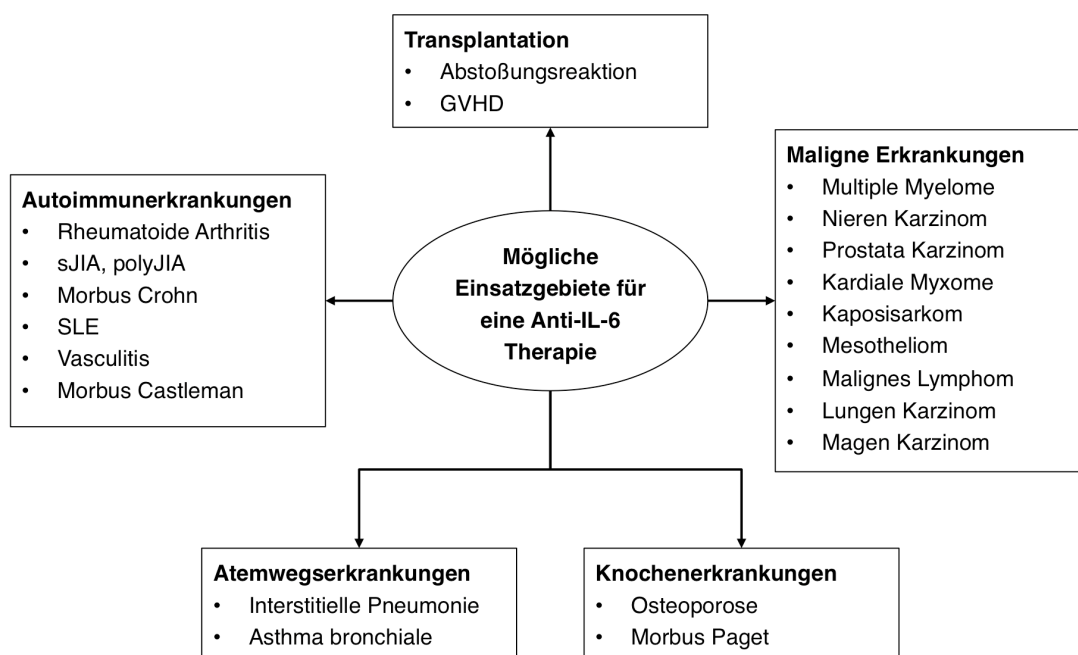 Transplantation
• Abstoßungsreaktion
• GVHD
Maligne Erkrankungen
• Multiple Myelome
• Nieren Karzinom
• Prostata Karzinom
• Kardiale Myxome
• Kaposisarkom
• Mesotheliom
• Malignes Lymphom
• Lungen Karzinom
• Magen Karzinom
Autoimmunerkrankungen
• Rheumatoide Arthritis
• sJIA, polyJIA
• Morbus Crohn
• SLE
• Vasculitis
• Morbus Castleman
Mögliche
Einsatzgebiete für
eine Anti-IL-6
Therapie
Atemwegserkrankungen
• Interstitielle Pneumonie
• Asthma bronchiale
Knochenerkrankungen
• Osteoporose
• Morbus Paget